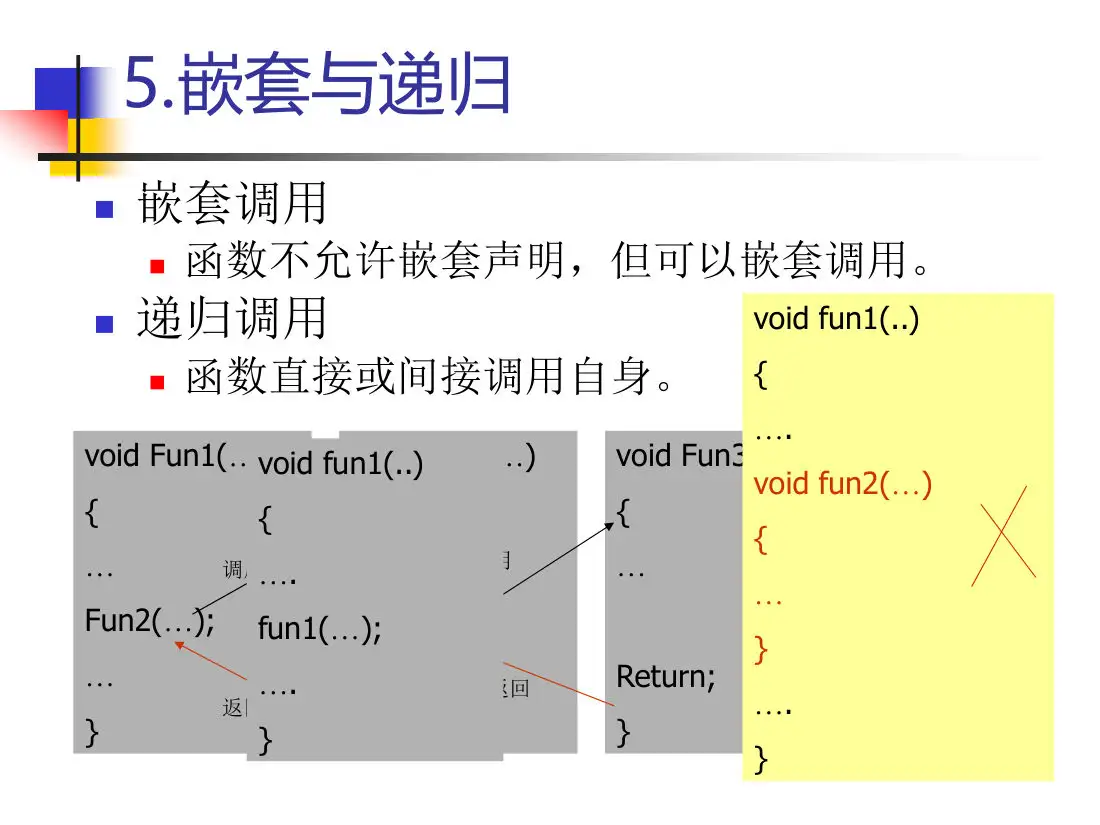 5.嵌套与递归
嵌套调用
函数不允许嵌套声明，但可以嵌套调用。
递归调用
函数直接或间接调用自身。
void Fun1(…
{
…
Fun2(…);
…
}
调
返
void fun1(..)
{
….
fun1(…);
….
}
..)
返回
void Fun3
{
…
Return;
}
void fun1(..)
{
….
void fun2(…)
{
…
}
….
}